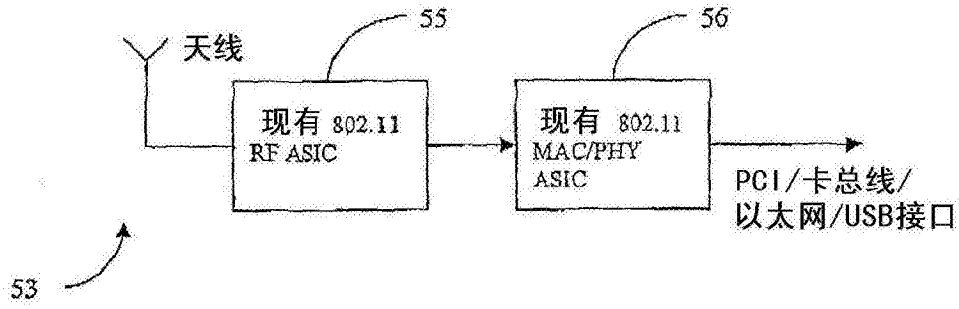 55
56
天线
现有 802.11
RF ASIC
现有 802.11
MAC/PHY
ASIC
PCI/卡总线/
以太网/USB接口
53